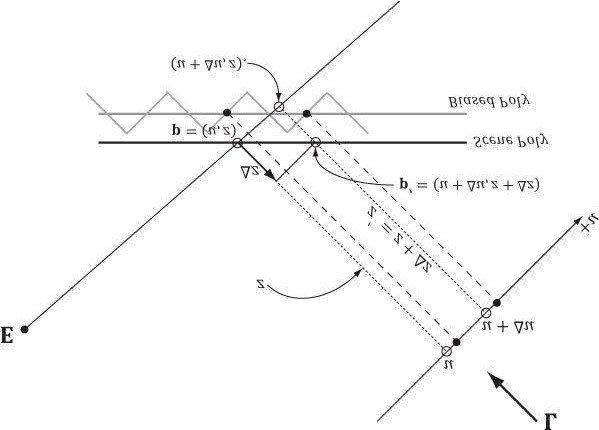 (u + Δu, z).
Biased Poly
p = (u, z)
Scene Poly
Δz
p′ = (u + Δu, z + Δz)
z′ = z + Δz
+u
z
E
u + Δu
u
L